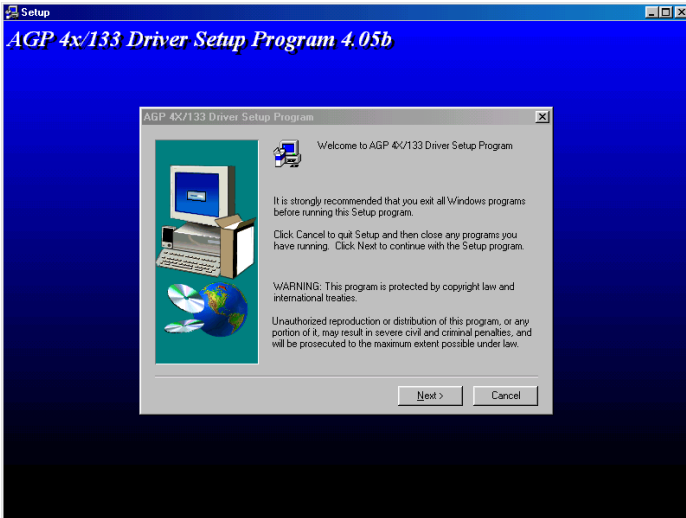 Setup
AGP 4x/133 Driver Setup Program 4.05b
AGP 4X/133 Driver Setup Program
Welcome to AGP 4X/133 Driver Setup Program
It is strongly recommended that you exit all Windows programs
before running this Setup program.
Click Cancel to quit Setup and then close any programs you
have running. Click Next to continue with the Setup program.
WARNING: This program is protected by copyright law and
international treaties.
Unauthorized reproduction or distribution of this program, or any
portion of it, may result in severe civil and criminal penalties, and
will be prosecuted to the maximum extent possible under law.
Next >
Cancel